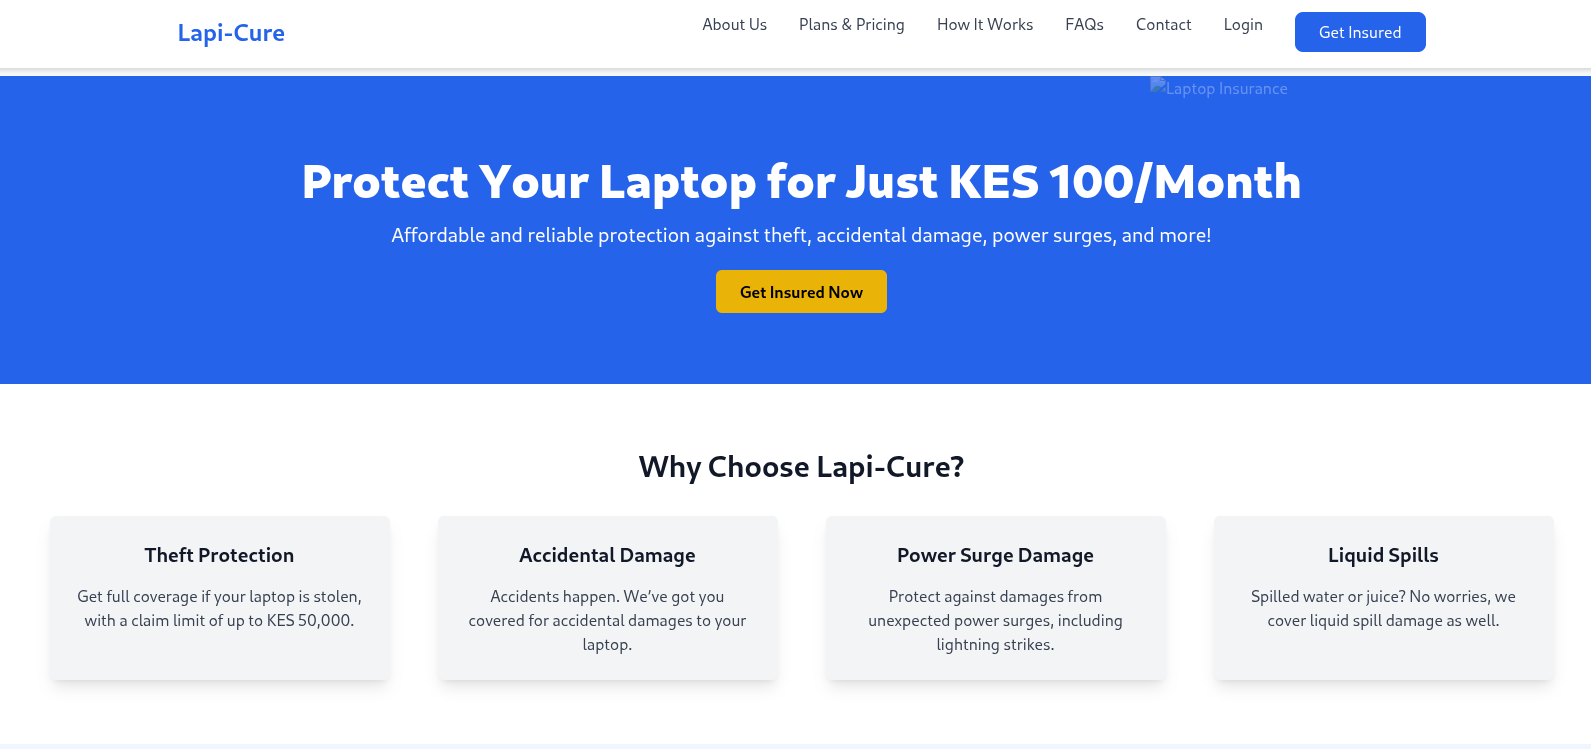 Lapi-Cure
About Us
Plans & Pricing
How It Works
FAQs
Contact
Login
Get Insured
Laptop Insurance
Protect Your Laptop for Just KES 100/Month
Affordable and reliable protection against theft, accidental damage, power surges, and more!
Get Insured Now
Why Choose Lapi-Cure?
Theft Protection
Get full coverage if your laptop is stolen,
with a claim limit of up to KES 50,000.
Accidental Damage
Accidents happen. We’ve got you
covered for accidental damages to your
laptop.
Power Surge Damage
Protect against damages from
unexpected power surges, including
lightning strikes.
Liquid Spills
Spilled water or juice? No worries, we
cover liquid spill damage as well.